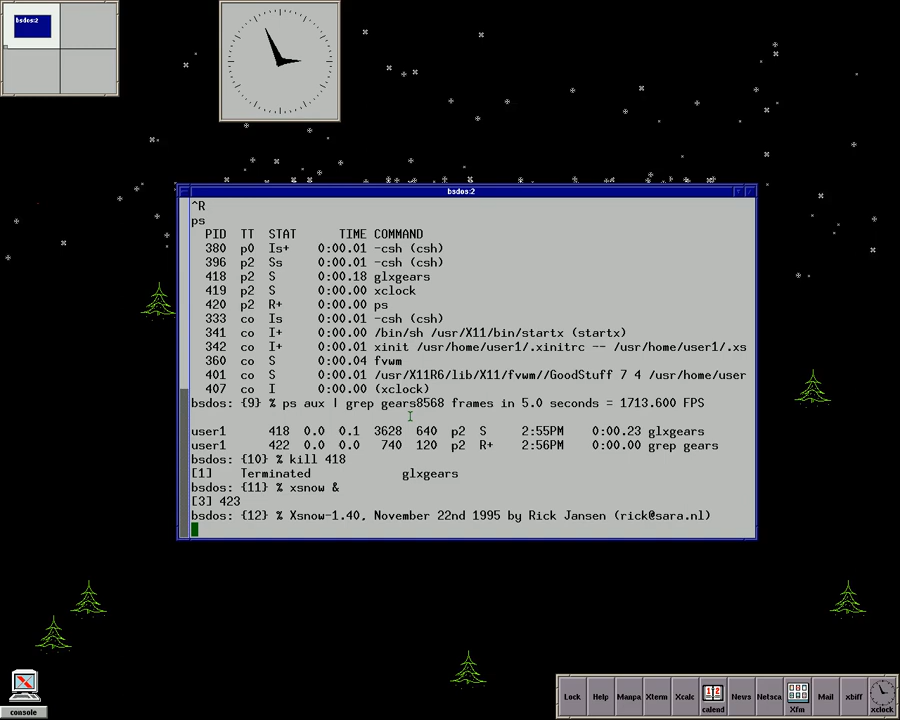 bsdos:2
bsdos:2
^R
ps
  PID  TT  STAT      TIME COMMAND
  380  p0  Is+    0:00.01 -csh (csh)
  396  p2  Ss     0:00.01 -csh (csh)
  418  p2  S      0:00.18 glxgears
  419  p2  S      0:00.00 xclock
  420  p2  R+     0:00.00 ps
  333  co  Is     0:00.01 -csh (csh)
  341  co  I+     0:00.00 /bin/sh /usr/X11/bin/startx (startx)
  342  co  I+     0:00.01 xinit /usr/home/user1/.xinitrc -- /usr/home/user1/.xs
  360  co  S      0:00.04 fvwm
  401  co  S      0:00.01 /usr/X11R6/lib/X11/fvwm//GoodStuff 7 4 /usr/home/user
  407  co  I      0:00.00 (xclock)
bsdos: {9} % ps aux | grep gears8568 frames in 5.0 seconds = 1713.600 FPS
user1      418  0.0  0.1  3628  640  p2  S     2:55PM    0:00.23 glxgears
user1      422  0.0  0.0   740  120  p2  R+    2:56PM    0:00.00 grep gears
bsdos: {10} % kill 418
[1]    Terminated             glxgears
bsdos: {11} % xsnow &
[3] 423
bsdos: {12} % Xsnow-1.40, November 22nd 1995 by Rick Jansen (rick@sara.nl)
console
Lock
Help
Manpa
Xterm
Xcalc
calend
News
Netsca
Xfm
Mail
xbiff
xclock